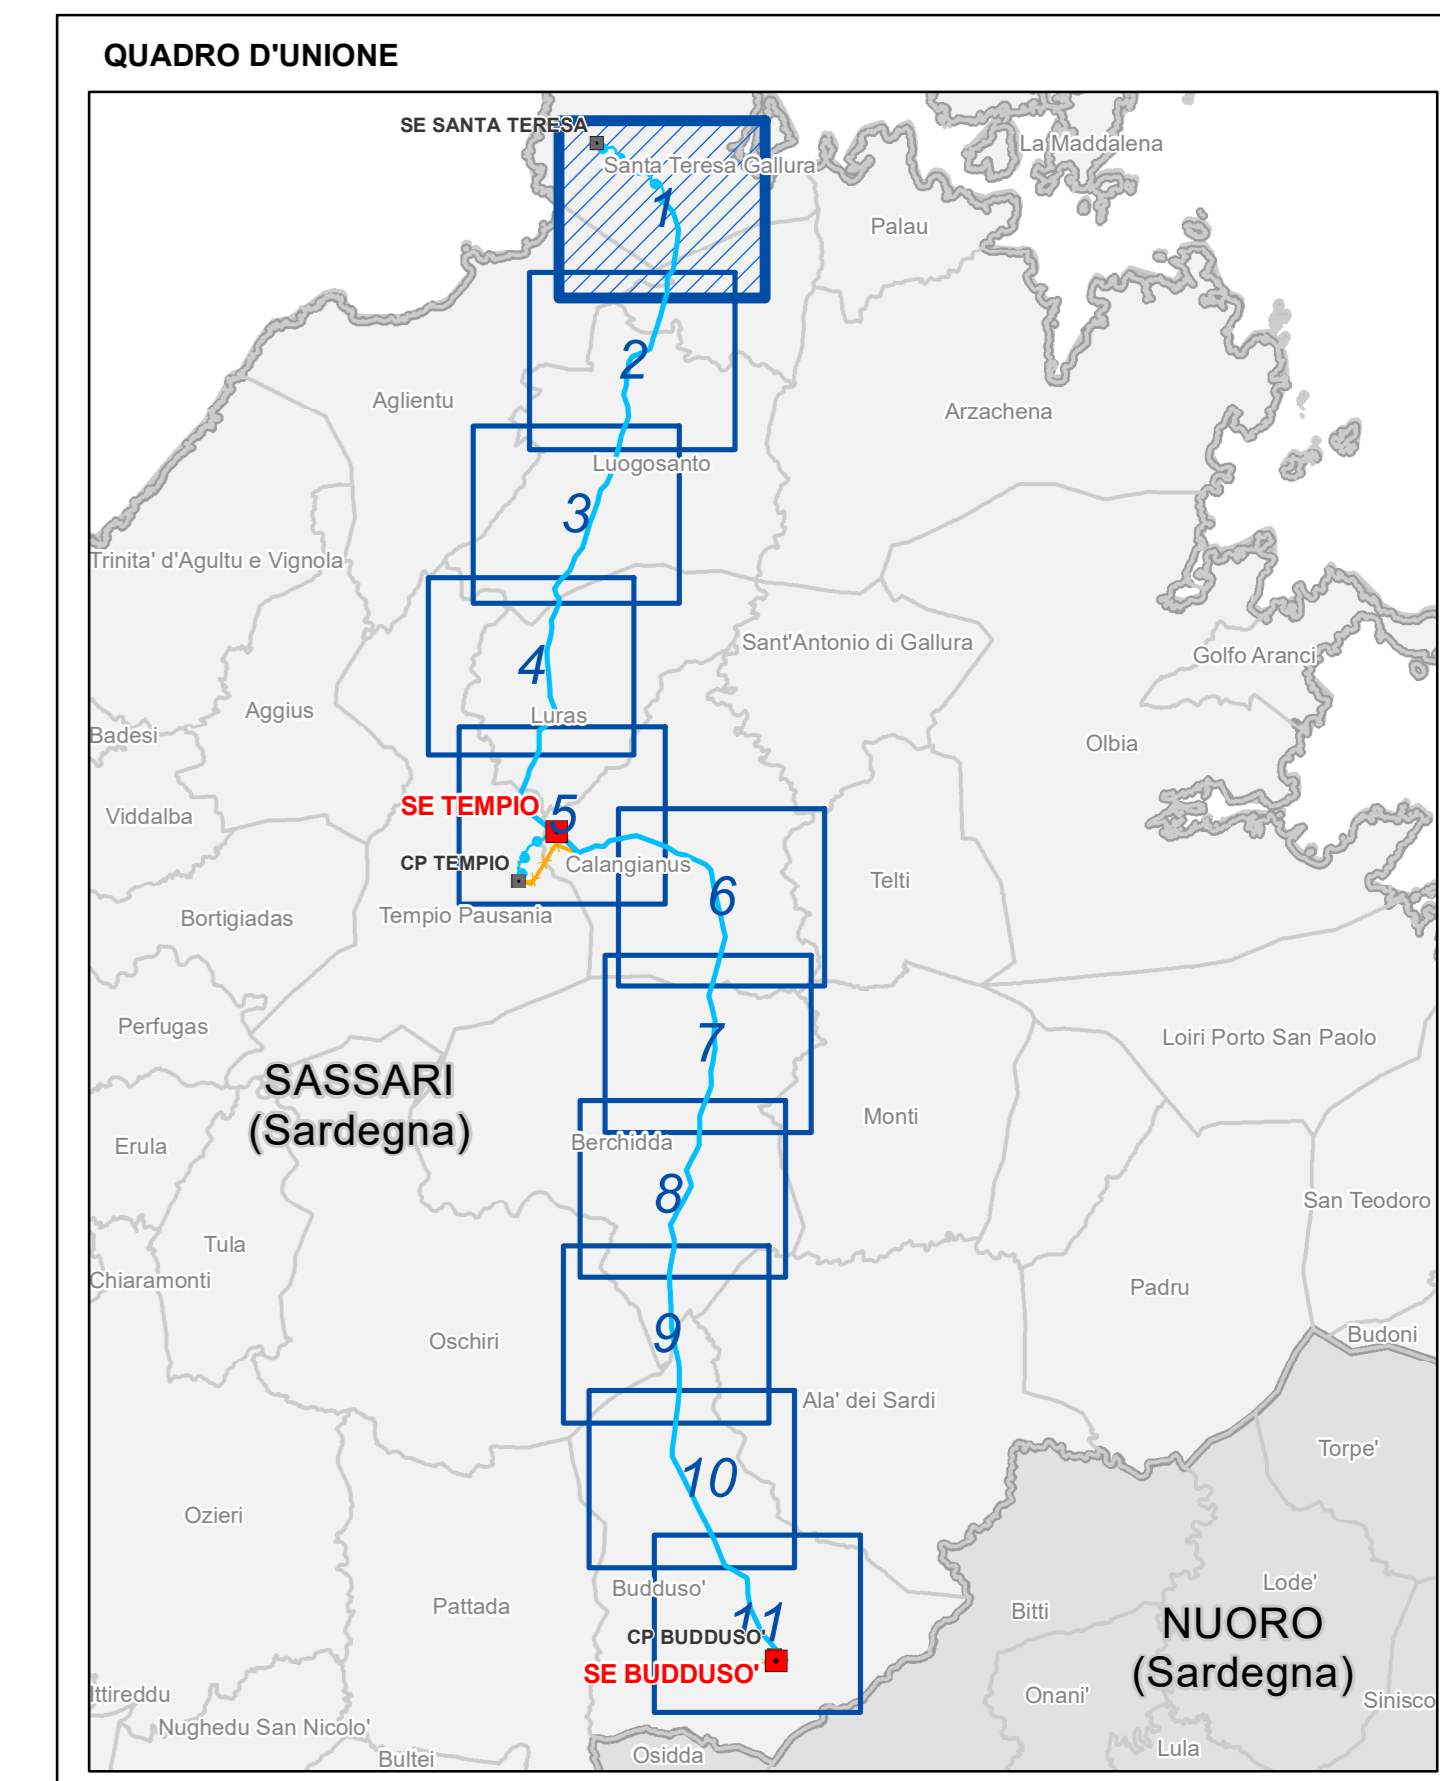 QUADRO D'UNIONE
SE SANTA TERESA
La Maddalena
Santa Teresa Gallura
1
Palau
2
Aglientu
Arzachena
Luogosanto
3
Trinita' d'Agultu e Vignola
Sant'Antonio di Gallura
Golfo Aranci
4
Aggius
Luras
Badesi
Olbia
SE TEMPIO
5
Viddalba
CP TEMPIO
Calangianus
Telti
6
Tempio Pausania
Bortigiadas
Perfugas
Loiri Porto San Paolo
7
SASSARI
(Sardegna)
Monti
Erula
Berchidda
8
San Teodoro
Tula
Chiaramonti
Padru
Oschiri
9
Budoni
Ala' dei Sardi
Torpe'
10
Ozieri
Lode'
Budduso'
Pattada
Bitti
11
NUORO
(Sardegna)
CP BUDDUSO'
SE BUDDUSO'
Ittireddu
Onani'
Sinisco
Nughedu San Nicolo'
Bultei
Osidda
Lula